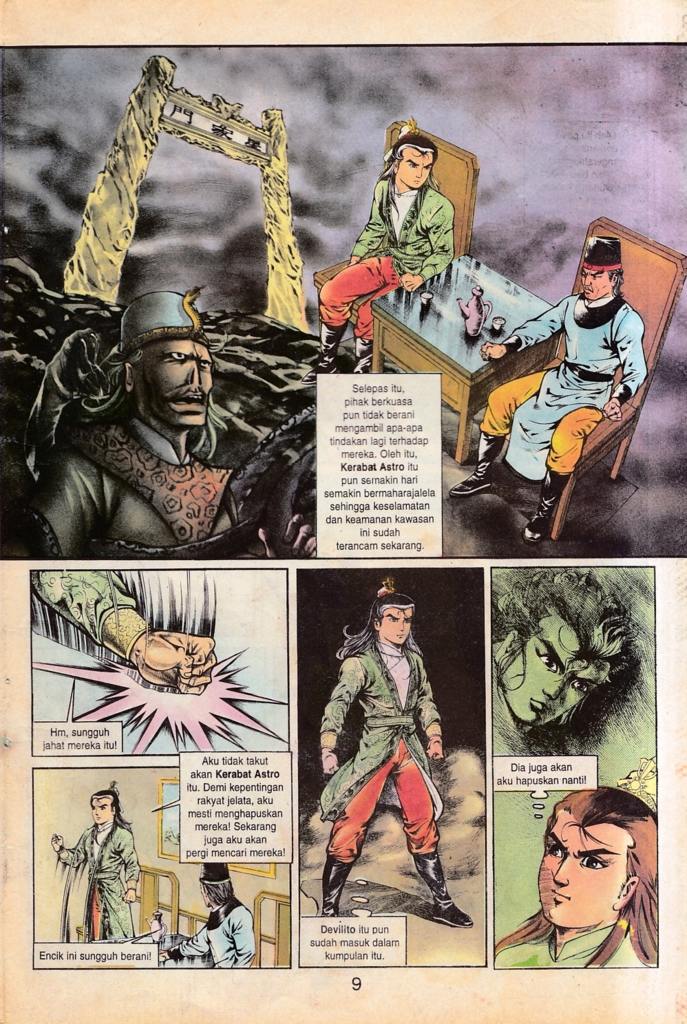 門家星
Selepas itu,
pihak berkuasa
pun tidak berani
mengambil apa-apa
tindakan lagi terhadap
mereka. Oleh itu,
Kerabat Astro itu
pun semakin hari
semakin bermaharajalela
sehingga keselamatan
dan keamanan kawasan
ini sudah
terancam sekarang.
Hm, sungguh
jahat mereka itu!
Aku tidak takut
akan Kerabat Astro
itu. Demi kepentingan
rakyat jelata, aku
mesti menghapuskan
mereka! Sekarang
juga aku akan
pergi mencari mereka!
Encik ini sungguh berani!
Devilito itu pun
sudah masuk dalam
kumpulan itu.
Dia juga akan
aku hapuskan nanti!
9